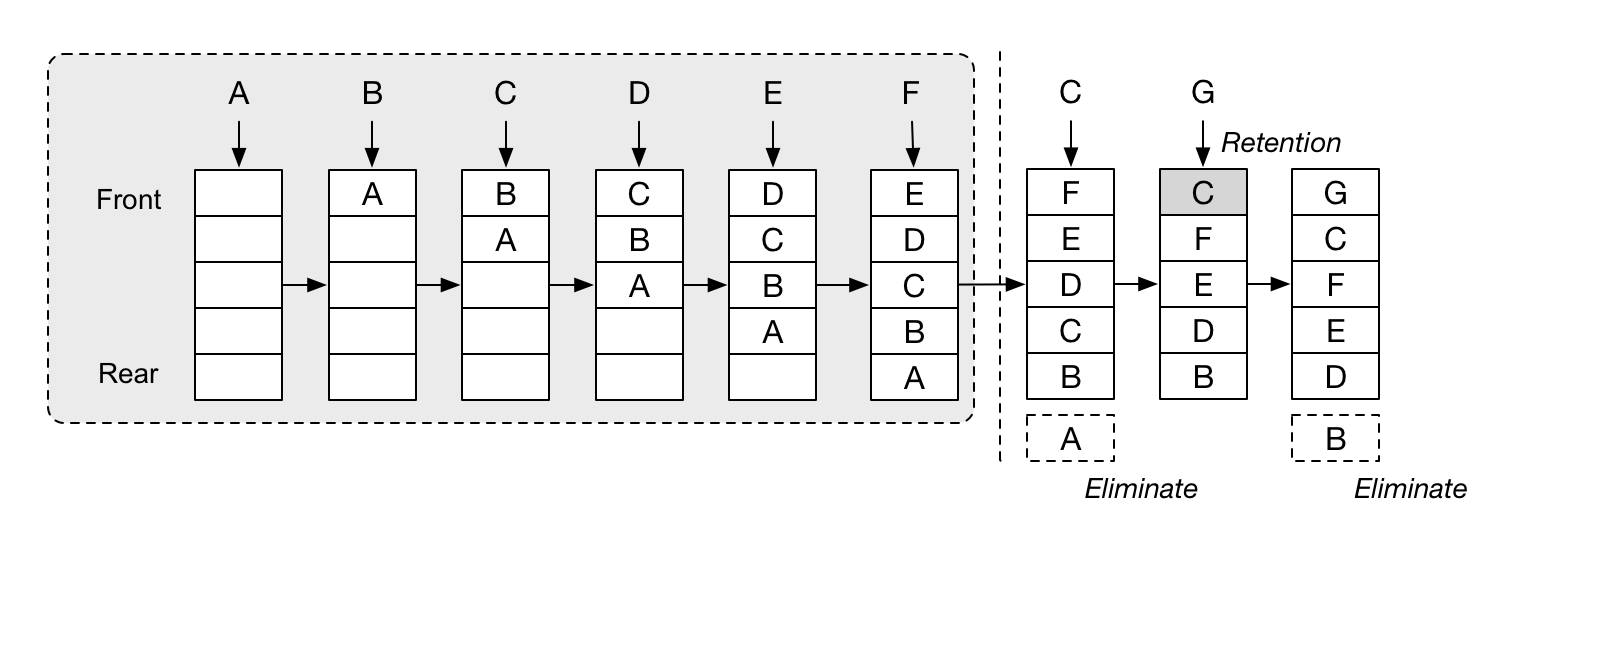 A B C D E F C G
Retention
Front A B C D E F C G
A B C D E F C
A B C D E F
A B C D E
Rear A B B D
A B
Eliminate Eliminate